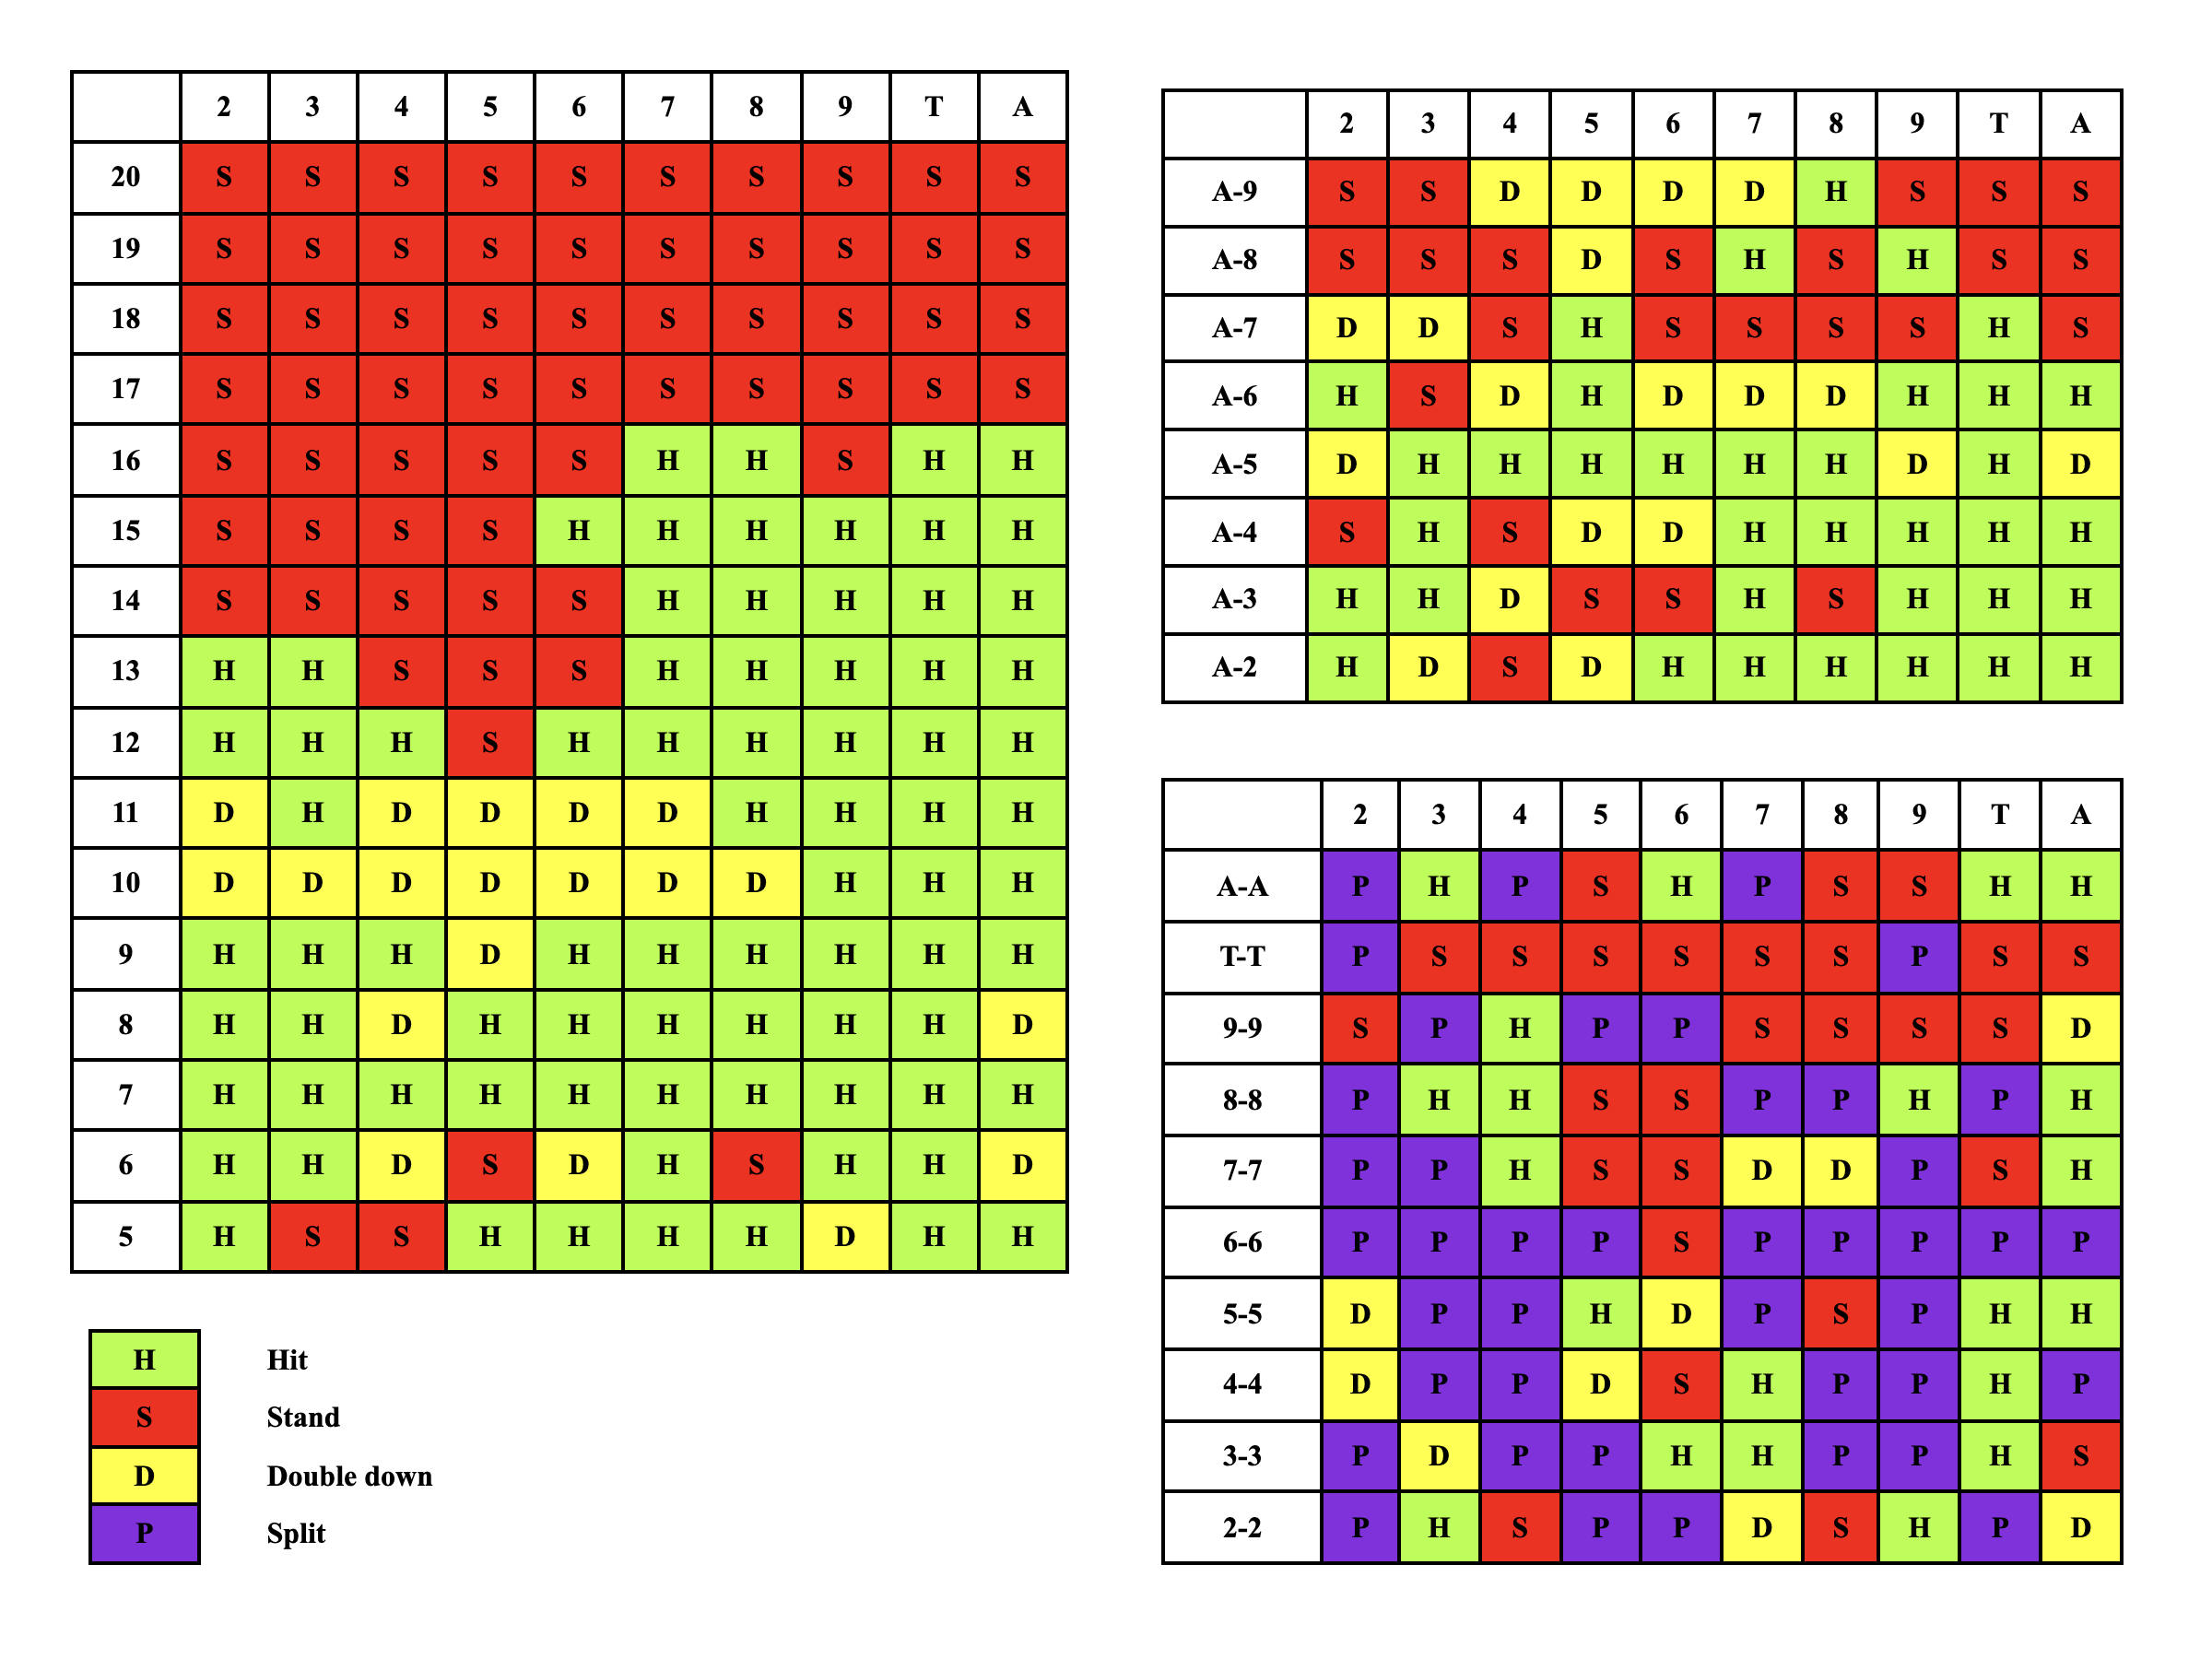 2 3 4 5 6 7 8 9 T A
20 S S S S S S S S S S
19 S S S S S S S S S S
18 S S S S S S S S S S
17 S S S S S S S S S S
16 S S S S S H H S H H
15 S S S S H H H H H H
14 S S S S S H H H H H
13 H H S S S H H H H H
12 H H H S H H H H H H
11 D H D D D D H H H H
10 D D D D D D D H H H
9 H H H D H H H H H H
8 H H D H H H H H H D
7 H H H H H H H H H H
6 H H D S D H S H H D
5 H S S H H H H D H H
H Hit
S Stand
D Double down
P Split
2 3 4 5 6 7 8 9 T A
A-9 S S D D D D H S S S
A-8 S S S D S H S H S S
A-7 D D S H S S S S H S
A-6 H S D H D D D H H H
A-5 D H H H H H H D H D
A-4 S H S D D H H H H H
A-3 H H D S S H S H H H
A-2 H D S D H H H H H H
2 3 4 5 6 7 8 9 T A
A-A P H P S H P S S H H
T-T P S S S S S S P S S
9-9 S P H P P S S S S D
8-8 P H H S S P P H P H
7-7 P P H S S D D P S H
6-6 P P P P S P P P P P
5-5 D P P H D P S P H H
4-4 D P P D S H P P H P
3-3 P D P P H H P P H S
2-2 P H S P P D S H P D